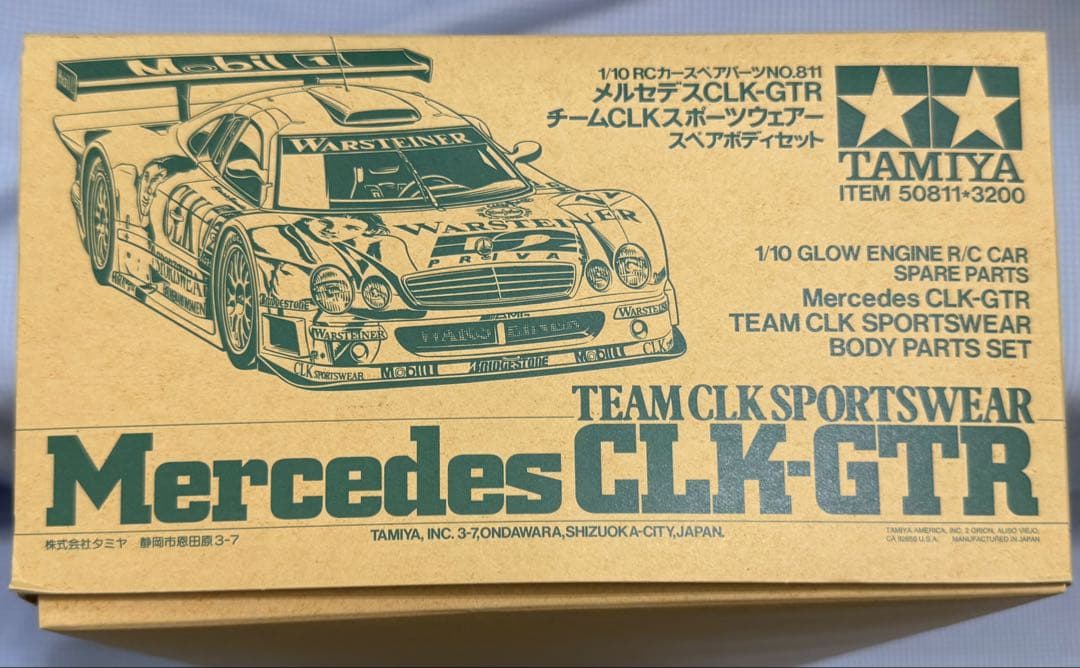 1/10 RCカースペアパーツNO.811
メルセデスCLK-GTR
チームCLKスポーツウェアー
スペアボディセット
TAMIYA
ITEM 50811★3200
1/10 GLOW ENGINE R/C CAR
SPARE PARTS
Mercedes CLK-GTR
TEAM CLK SPORTSWEAR
BODY PARTS SET
Mobil 1
WARSTEINER
WARSTEINER
PRIVA
BRIDGESTONE
WARSTEINER
WARSTEINER
CLK SPORTSWEAR
Mobil 1
BRIDGESTONE
Mobil 1
CLK
TEAM CLK SPORTSWEAR
Mercedes CLK-GTR
TAMIYA, INC. 3-7,ONDAWARA,SHIZUOKA-CITY,JAPAN.
株式会社タミヤ 静岡市恩田原3-7
TAMIYA AMERICA, INC. 2 ORION, ALISO VIEJO,
CA 92656 U.S.A. MANUFACTURED IN JAPAN